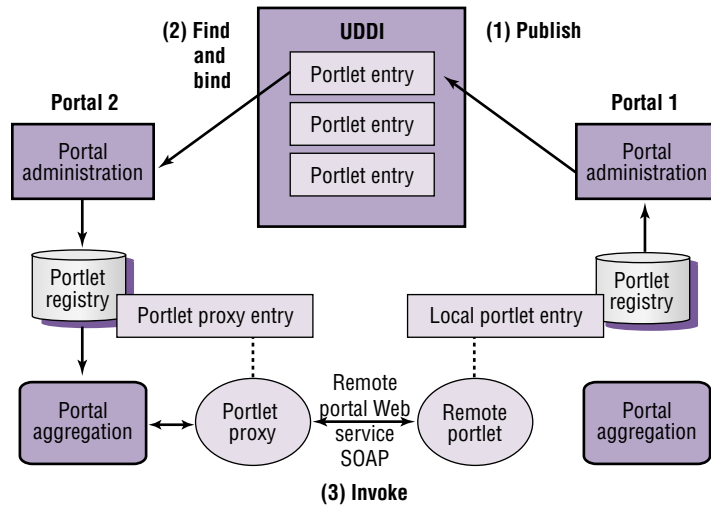 (2) Find
and
bind
UDDI
(1) Publish
Portlet entry
Portlet entry
Portlet entry
Portal 2
Portal
administration
Portal 1
Portal
administration
Portlet
registry
Portlet proxy entry
Local portlet entry
Portlet
registry
Portal
aggregation
Portlet
proxy
Remote
portal Web
service
SOAP
Remote
portlet
Portal
aggregation
(3) Invoke